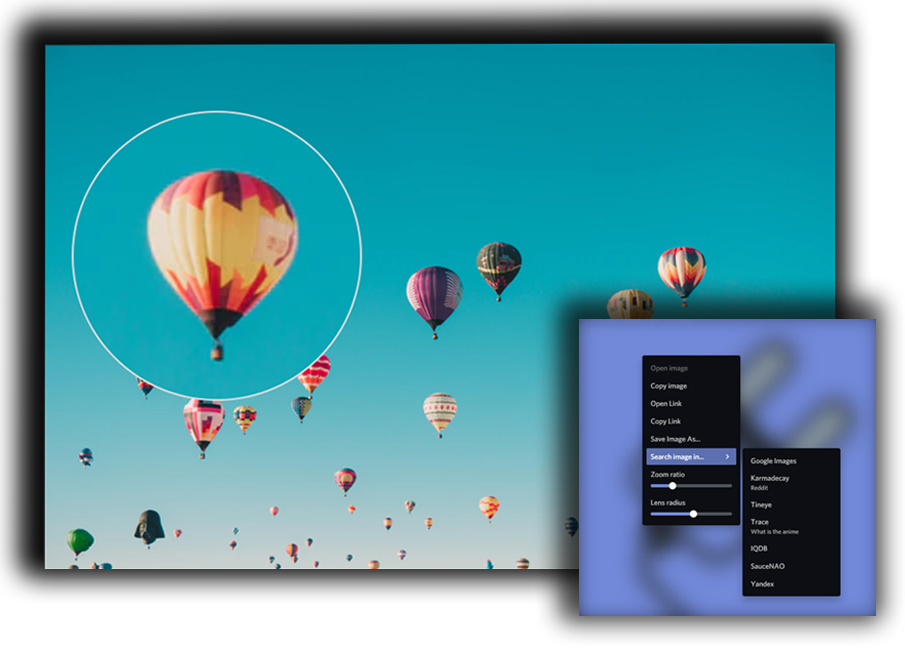 Open image
Copy image
Open Link
Copy Link
Save Image As...
Search image in...
Zoom ratio
Lens radius
Google Images
Karmadecay
Reddit
Tineye
Trace
What is the anime
IQDB
SauceNAO
Yandex